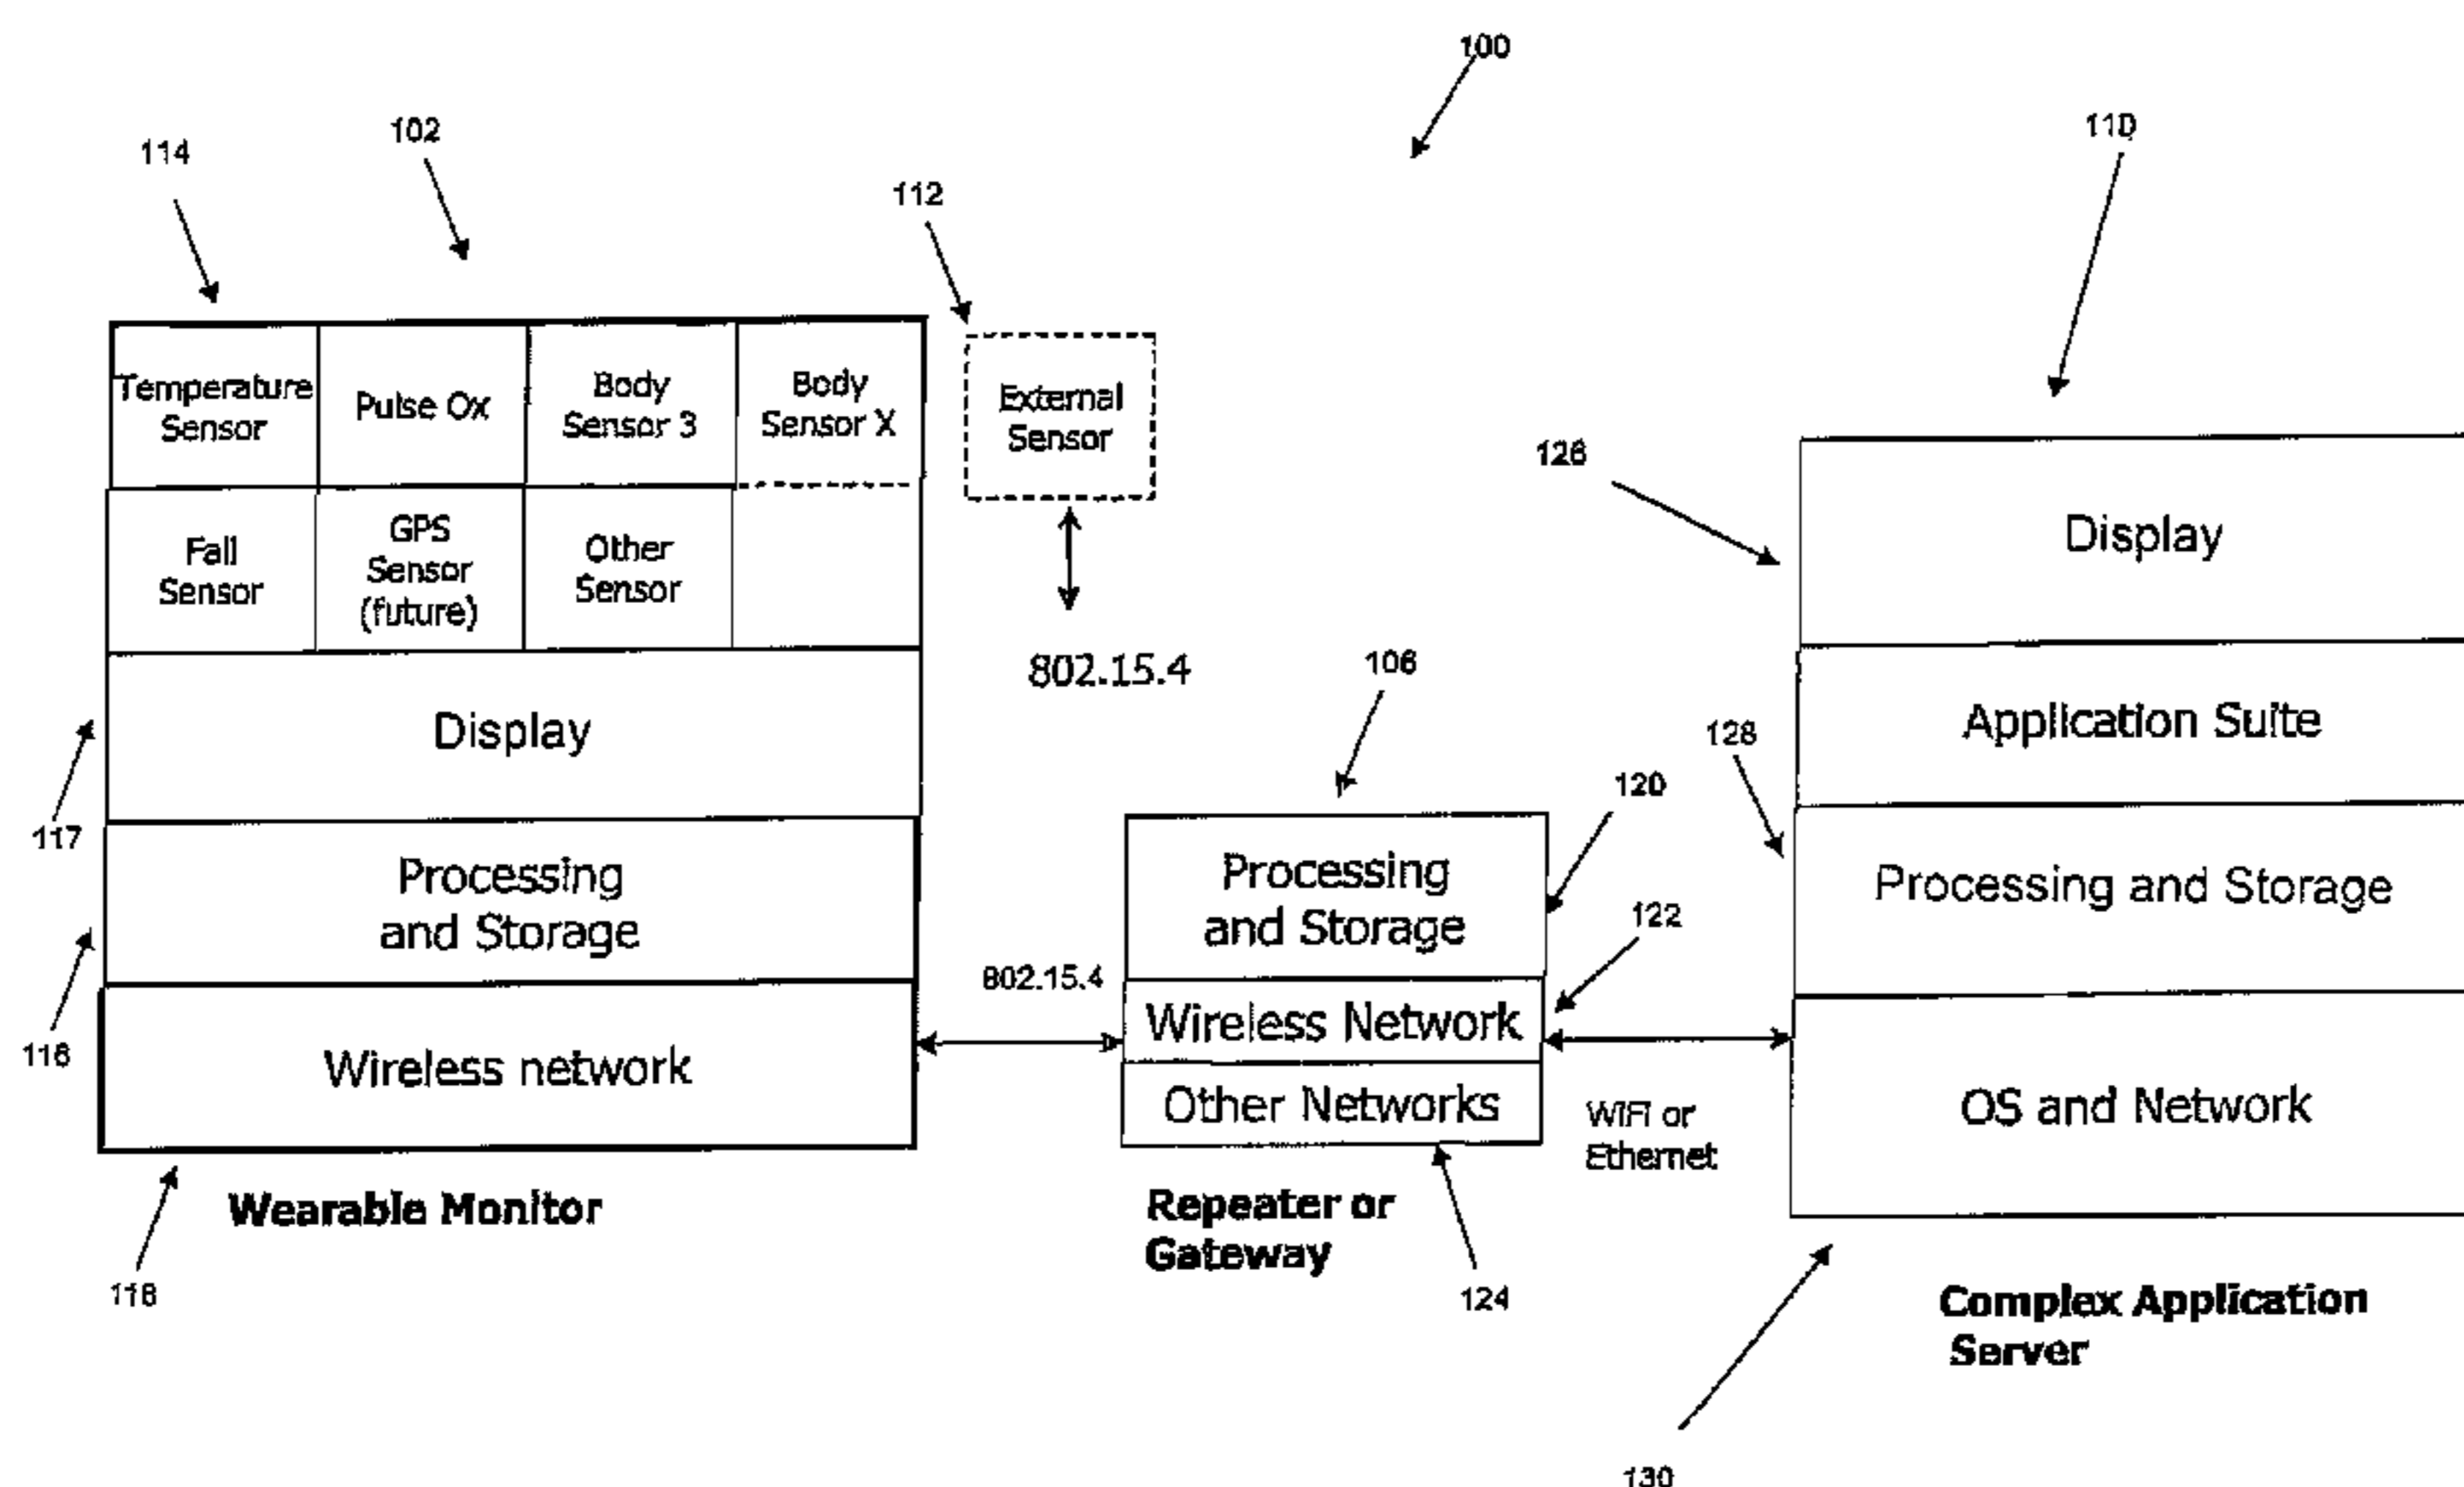 100
102
110
114
112
Temperature
Sensor
Pulse Ox
Body
Sensor 3
Body
Sensor X
External
Sensor
126
Display
Fall
Sensor
GPS
Sensor
(future)
Other
Sensor
802.15.4
106
Display
Application Suite
128
120
117
Processing
and Storage
Processing
and Storage
Processing and Storage
122
802.15.4
116
Wireless network
Wireless Network
Other Networks
WiFi or
Ethernet
OS and Network
Wearable Monitor
Repeater or
Gateway
118
124
Complex Application
Server
130